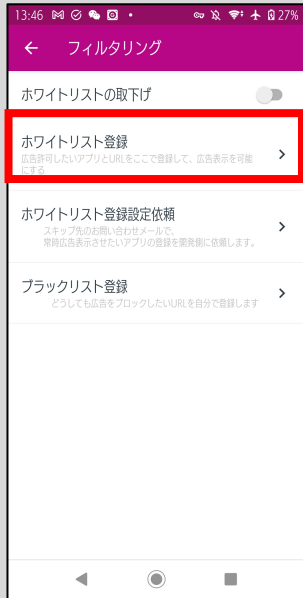 13:46
27%
フィルタリング
ホワイトリストの取下げ
ホワイトリスト登録
広告許可したいアプリとURLをここで登録して、広告表示を可能
にする
ホワイトリスト登録設定依頼
スキップ先のお問い合わせメールで、
常時広告表示させたいアプリの登録を開発側に依頼します。
ブラックリスト登録
どうしても広告をブロックしたいURLを自分で登録します